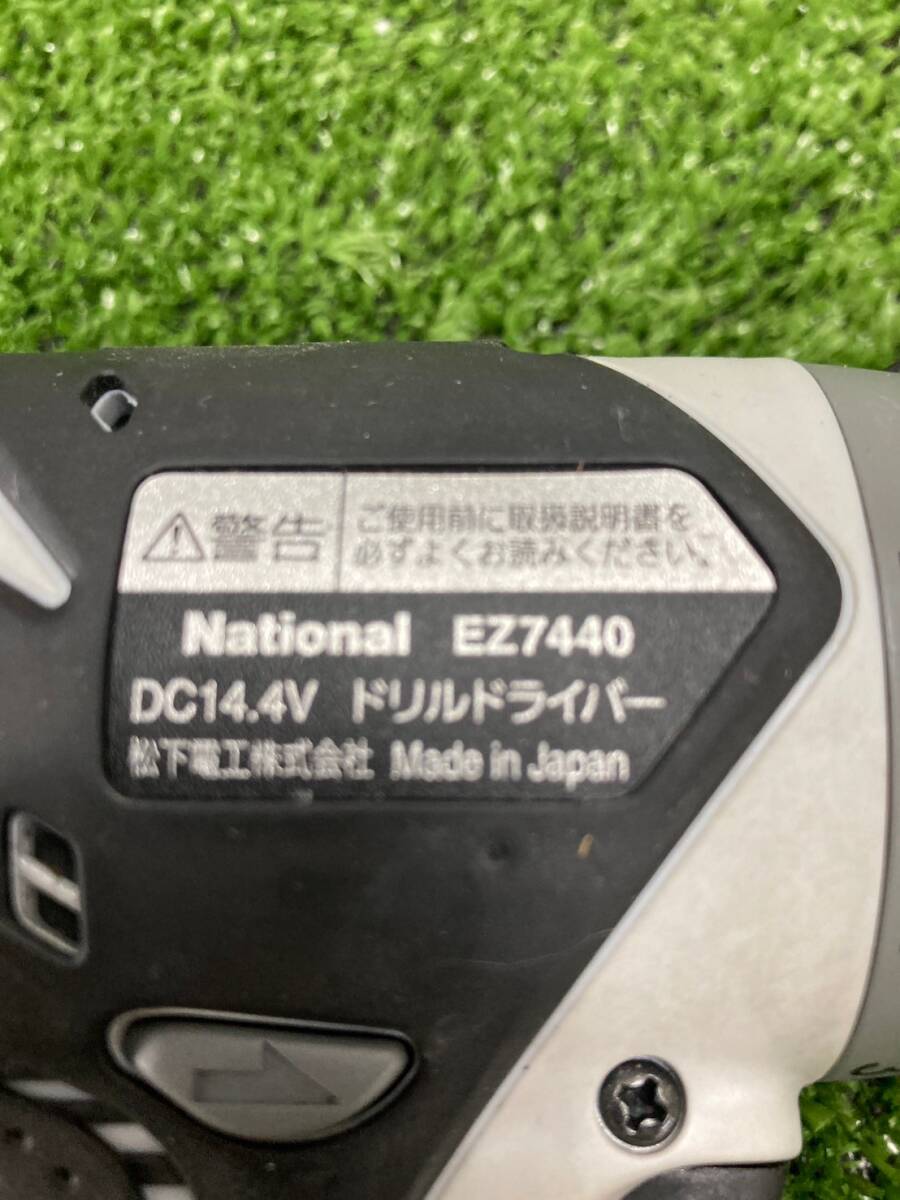 警告
ご使用前に取扱説明書を
必ずよくお読みください。
National EZ7440
DC14.4V ドリルドライバー
松下電工株式会社 Made in Japan